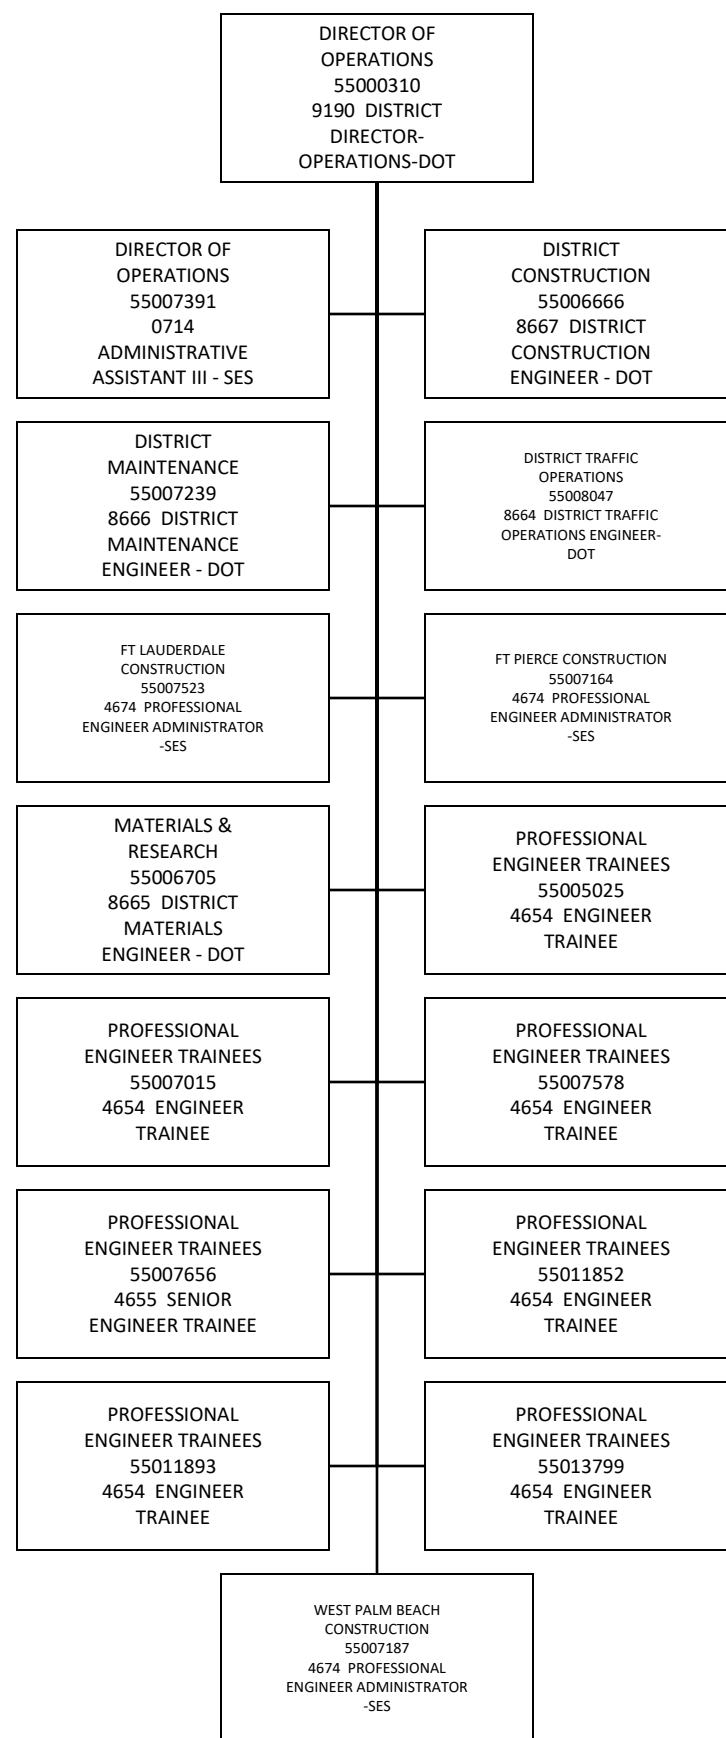 DIRECTOR OF
OPERATIONS
55000310
9190 DISTRICT
DIRECTOR-
OPERATIONS-DOT
DIRECTOR OF
OPERATIONS
55007391
0714
ADMINISTRATIVE
ASSISTANT III - SES
DISTRICT
CONSTRUCTION
55006666
8667 DISTRICT
CONSTRUCTION
ENGINEER - DOT
DISTRICT
MAINTENANCE
55007239
8666 DISTRICT
MAINTENANCE
ENGINEER - DOT
DISTRICT TRAFFIC
OPERATIONS
55008047
8664 DISTRICT TRAFFIC
OPERATIONS ENGINEER-
DOT
FT LAUDERDALE
CONSTRUCTION
55007523
4674 PROFESSIONAL
ENGINEER ADMINISTRATOR
-SES
FT PIERCE CONSTRUCTION
55007164
4674 PROFESSIONAL
ENGINEER ADMINISTRATOR
-SES
MATERIALS &
RESEARCH
55006705
8665 DISTRICT
MATERIALS
ENGINEER - DOT
PROFESSIONAL
ENGINEER TRAINEES
55005025
4654 ENGINEER
TRAINEE
PROFESSIONAL
ENGINEER TRAINEES
55007015
4654 ENGINEER
TRAINEE
PROFESSIONAL
ENGINEER TRAINEES
55007578
4654 ENGINEER
TRAINEE
PROFESSIONAL
ENGINEER TRAINEES
55007656
4655 SENIOR
ENGINEER TRAINEE
PROFESSIONAL
ENGINEER TRAINEES
55011852
4654 ENGINEER
TRAINEE
PROFESSIONAL
ENGINEER TRAINEES
55011893
4654 ENGINEER
TRAINEE
PROFESSIONAL
ENGINEER TRAINEES
55013799
4654 ENGINEER
TRAINEE
WEST PALM BEACH
CONSTRUCTION
55007187
4674 PROFESSIONAL
ENGINEER ADMINISTRATOR
-SES